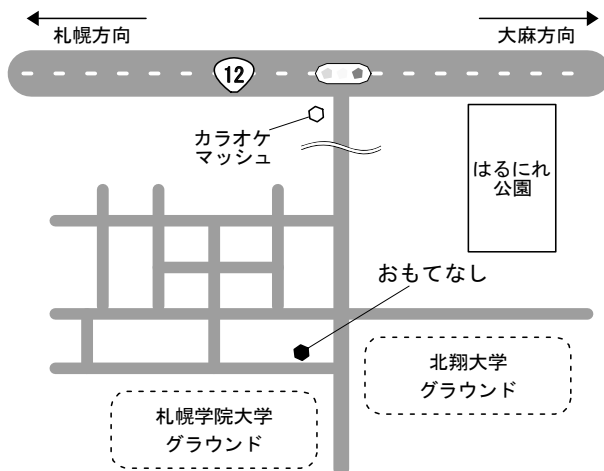 札幌方向
大麻方向
12
カラオケ
マッシュ
はるにれ
公園
おもてなし
北翔大学
グラウンド
札幌学院大学
グラウンド